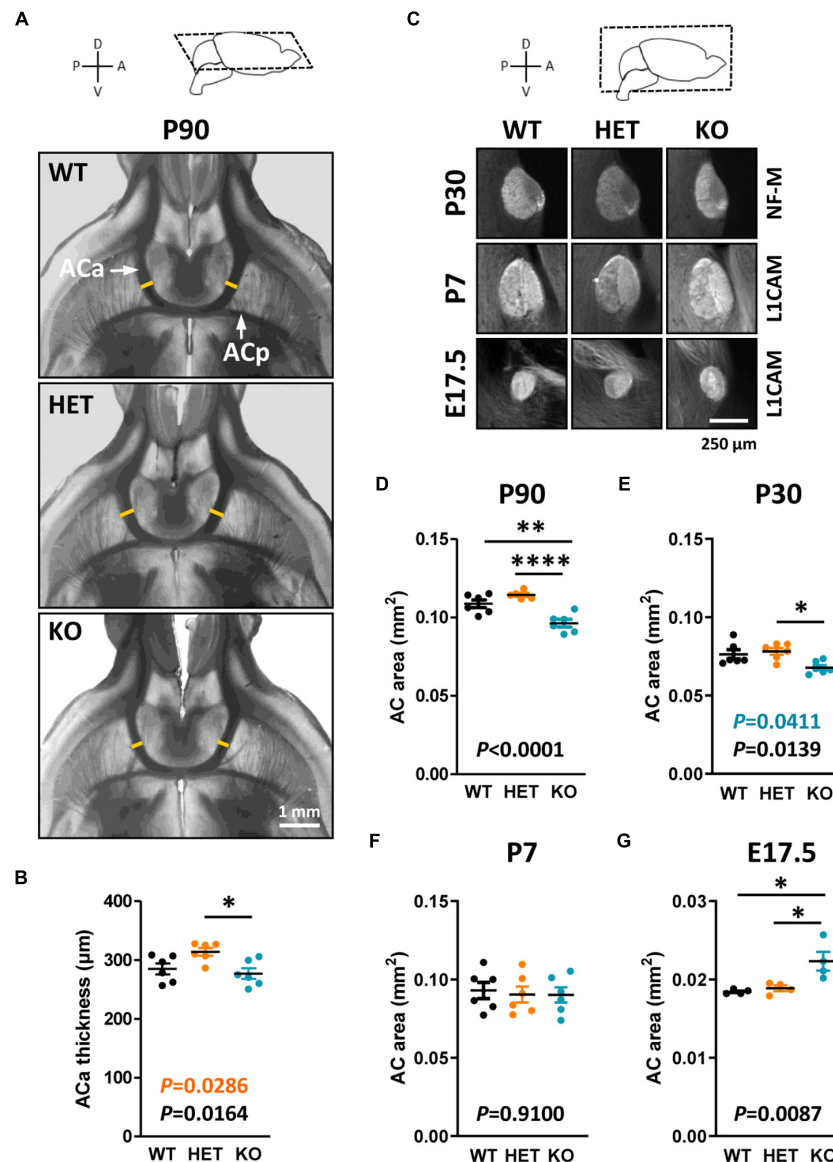 A
D
P A
V
P90
WT
ACa
ACp
HET
KO
1 mm
B
ACa thickness (µm)
400
300
200
100
0
*
P=0.0286
P=0.0164
WT HET KO
C
D
P A
V
WT HET KO
P30
NF-M
P7
L1CAM
E17.5
L1CAM
250 µm
D
P90
AC area (mm²)
0.15
0.10
0.05
0.00
**
****
P<0.0001
WT HET KO
E
P30
AC area (mm²)
0.15
0.10
0.05
0.00
*
P=0.0411
P=0.0139
WT HET KO
F
P7
AC area (mm²)
0.15
0.10
0.05
0.00
P=0.9100
WT HET KO
G
E17.5
AC area (mm²)
0.03
0.02
0.01
0.00
*
*
P=0.0087
WT HET KO